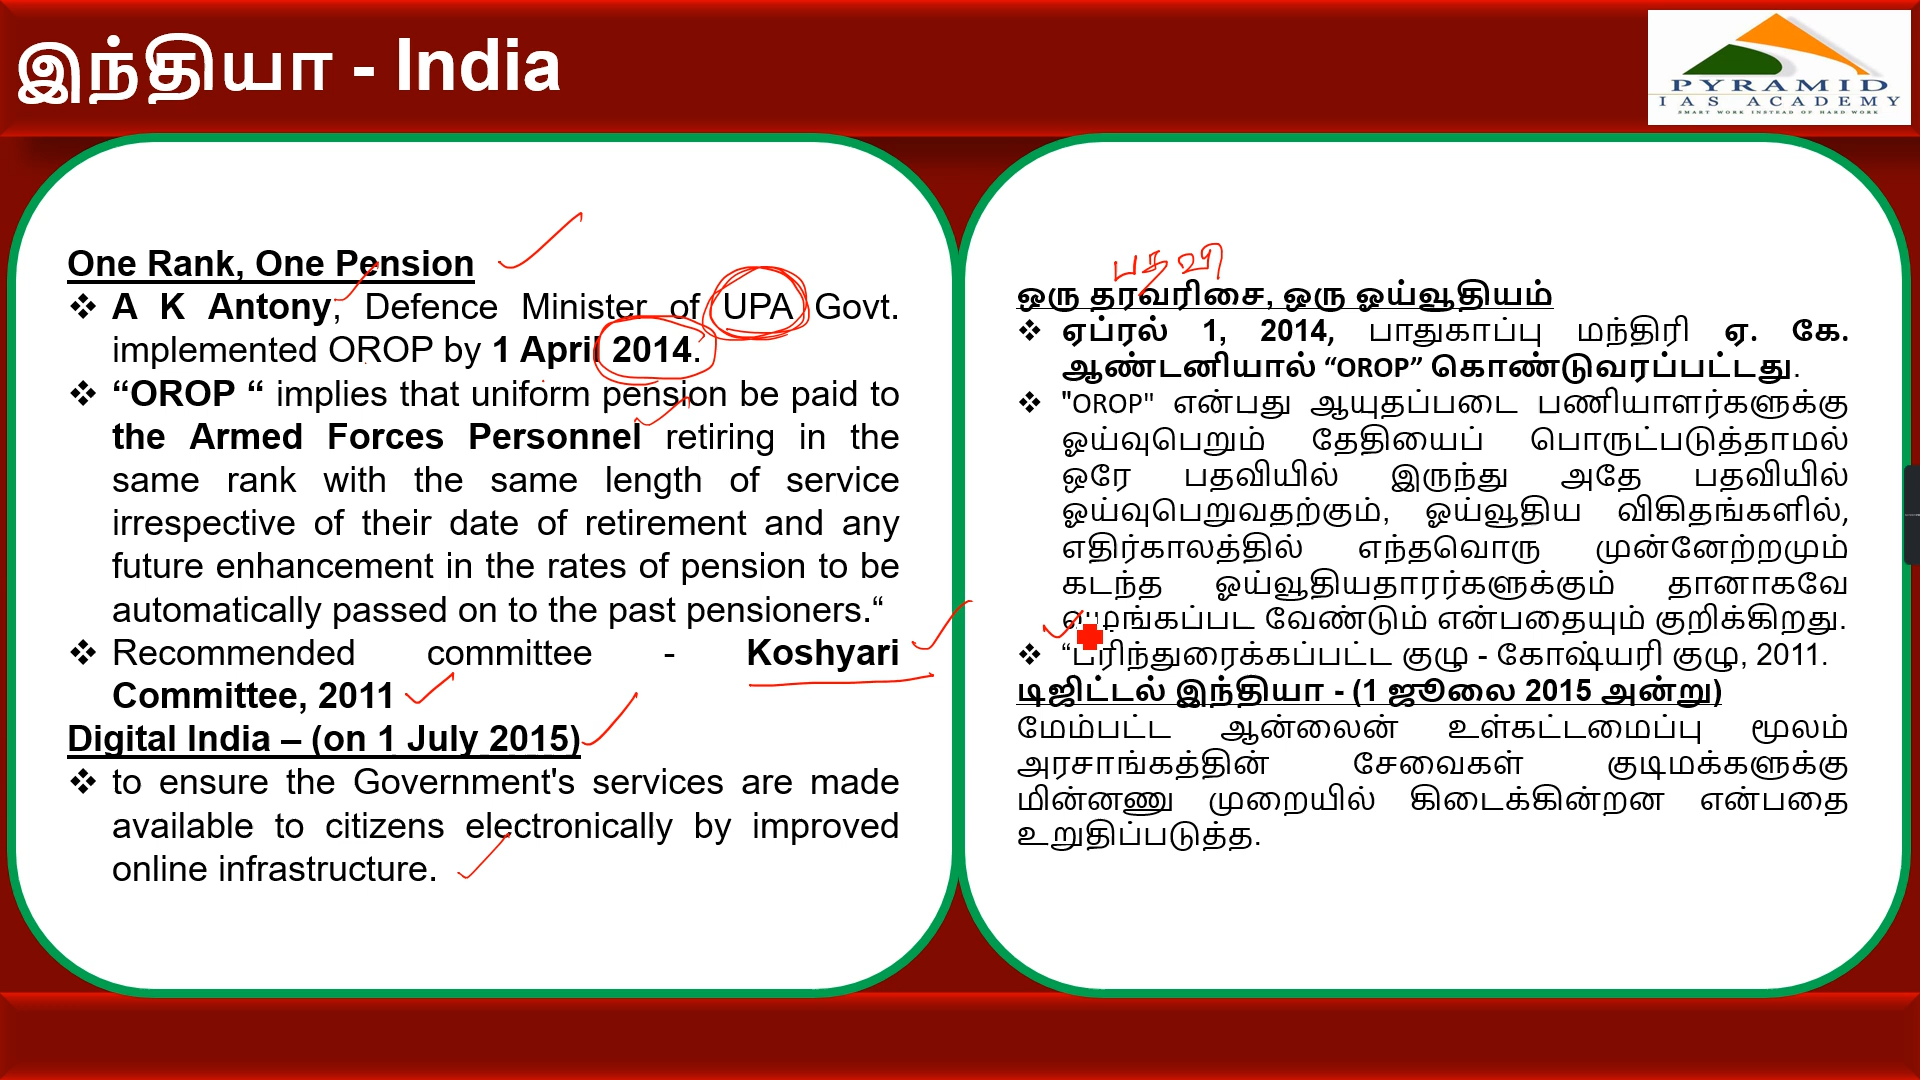 இந்தியா - India
PYRAMID
IAS ACADEMY
SMART WORK INSTEAD OF HARD WORK
One Rank, One Pension
❖ A K Antony, Defence Minister of UPA Govt.
implemented OROP by 1 April 2014.
❖ “OROP “ implies that uniform pension be paid to
the Armed Forces Personnel retiring in the
same rank with the same length of service
irrespective of their date of retirement and any
future enhancement in the rates of pension to be
automatically passed on to the past pensioners.“
❖ Recommended committee - Koshyari
Committee, 2011
Digital India – (on 1 July 2015)
❖ to ensure the Government's services are made
available to citizens electronically by improved
online infrastructure.
பதவி
ஒரு தரவரிசை, ஒரு ஓய்வூதியம்
❖ ஏப்ரல் 1, 2014, பாதுகாப்பு மந்திரி ஏ. கே.
ஆண்டனியால் “OROP” கொண்டுவரப்பட்டது.
❖ "OROP" என்பது ஆயுதப்படை பணியாளர்களுக்கு
ஓய்வுபெறும் தேதியைப் பொருட்படுத்தாமல்
ஒரே பதவியில் இருந்து அதே பதவியில்
ஓய்வுபெறுவதற்கும், ஓய்வூதிய விகிதங்களில்,
எதிர்காலத்தில் எந்தவொரு முன்னேற்றமும்
கடந்த ஓய்வூதியதாரர்களுக்கும் தானாகவே
வழங்கப்பட வேண்டும் என்பதையும் குறிக்கிறது.
❖ “பரிந்துரைக்கப்பட்ட குழு - கோஷ்யரி குழு, 2011.
டிஜிட்டல் இந்தியா - (1 ஜூலை 2015 அன்று)
மேம்பட்ட ஆன்லைன் உள்கட்டமைப்பு மூலம்
அரசாங்கத்தின் சேவைகள் குடிமக்களுக்கு
மின்னணு முறையில் கிடைக்கின்றன என்பதை
உறுதிப்படுத்த.